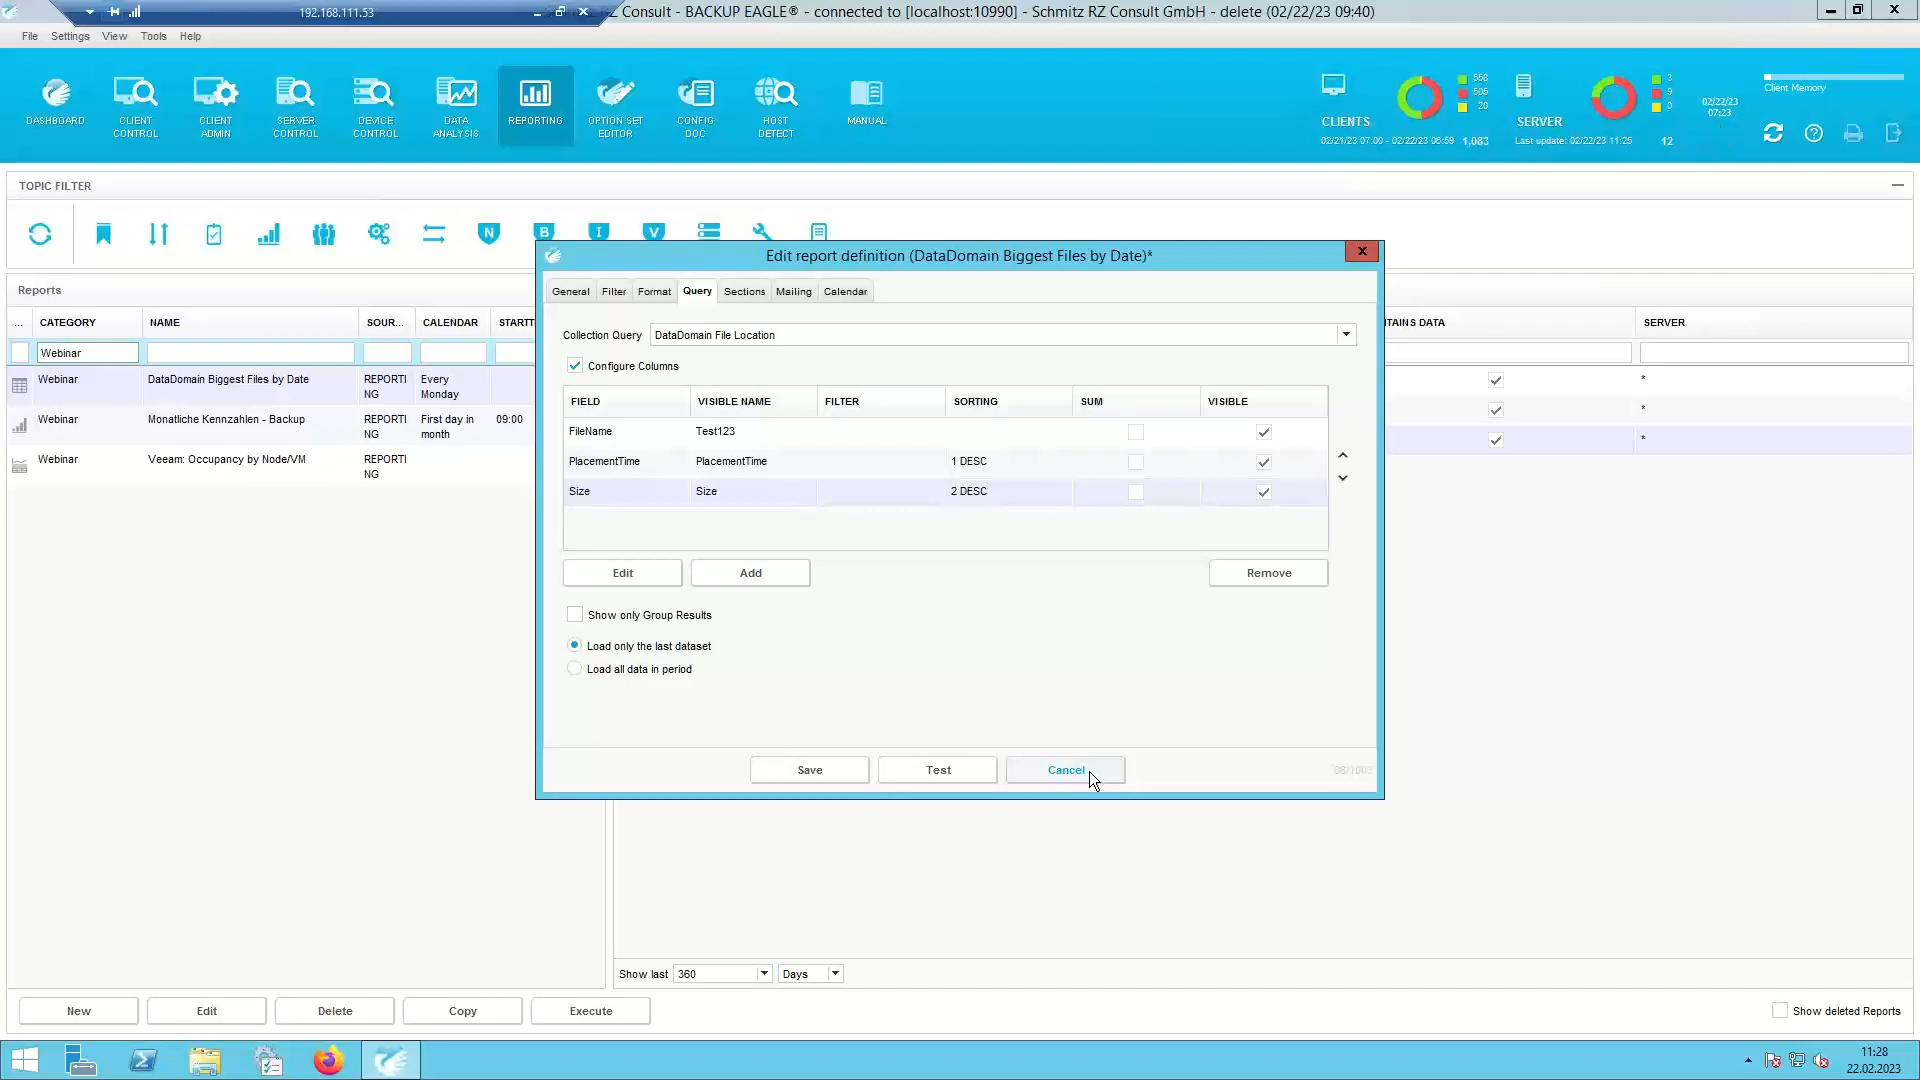 192.168.111.53
Z Consult - BACKUP EAGLE® - connected to [localhost:10990] - Schmitz RZ Consult GmbH - delete (02/22/23 09:40)
File Settings View Tools Help
DASHBOARD
CLIENT CONTROL
CLIENT ADMIN
SERVER CONTROL
DEVICE CONTROL
DATA ANALYSIS
REPORTING
OPTION SET EDITOR
CONFIG DOC
HOST DETECT
MANUAL
CLIENTS
558
505
20
02/21/23 07:00 - 02/22/23 06:59 1,083
SERVER
3
9
0
Last update: 02/22/23 11:25 12
02/22/23
07:23
Client Memory
TOPIC FILTER
N B I V
Edit report definition (DataDomain Biggest Files by Date)*
x
Reports
... CATEGORY NAME SOUR... CALENDAR STARTT
Webinar
Webinar DataDomain Biggest Files by Date REPORTI NG Every Monday
Webinar Monatliche Kennzahlen - Backup REPORTI NG First day in month 09:00
Webinar Veeam: Occupancy by Node/VM REPORTI NG
TAINS DATA SERVER
*
*
*
General Filter Format Query Sections Mailing Calendar
Collection Query DataDomain File Location
Configure Columns
FIELD VISIBLE NAME FILTER SORTING SUM VISIBLE
FileName Test123
PlacementTime PlacementTime 1 DESC
Size Size 2 DESC
Edit Add Remove
Show only Group Results
Load only the last dataset
Load all data in period
Save Test Cancel
Show last 360 Days
New Edit Delete Copy Execute
Show deleted Reports
11:28
22.02.2023